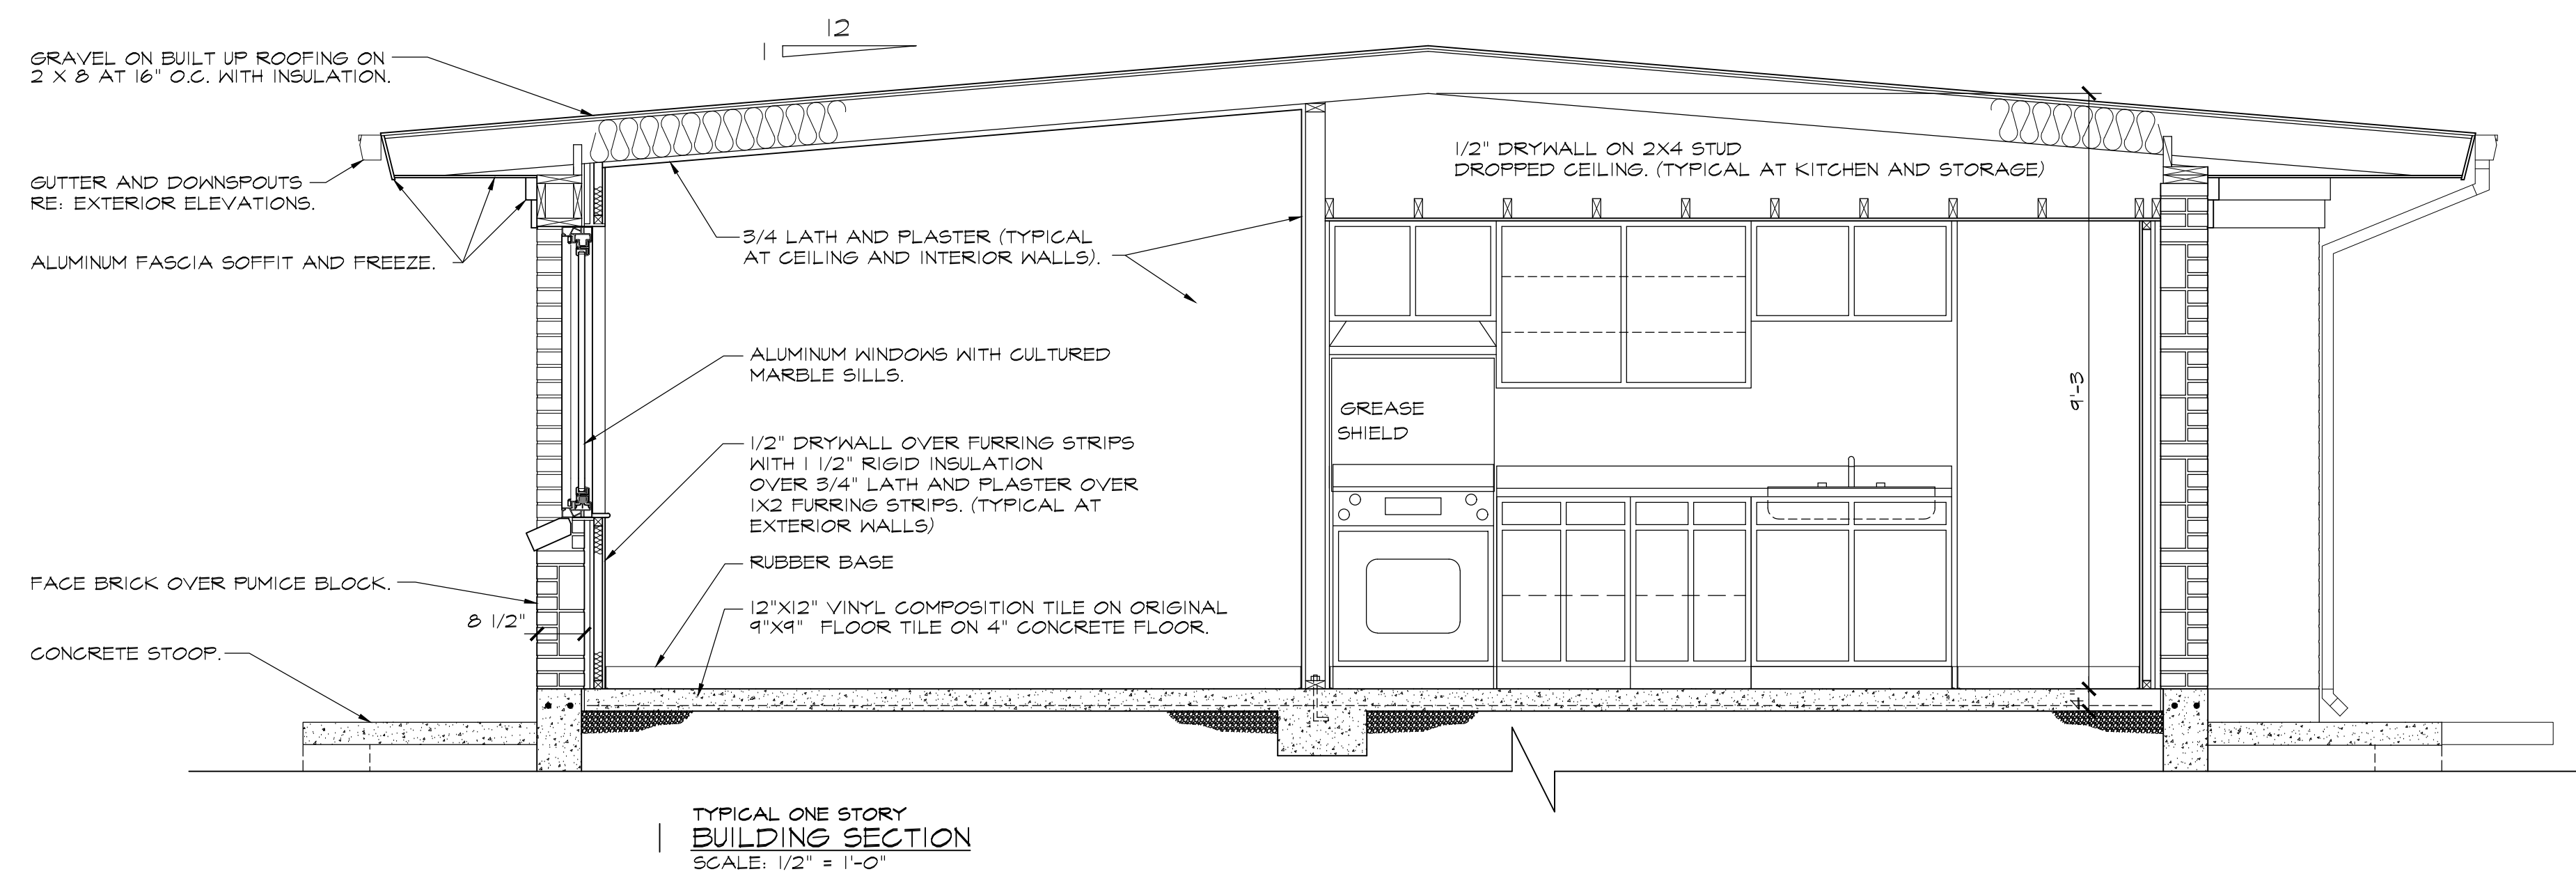 12
1
GRAVEL ON BUILT UP ROOFING ON
2 X 8 AT 16" O.C. WITH INSULATION.
GUTTER AND DOWNSPOUTS
RE: EXTERIOR ELEVATIONS.
ALUMINUM FASCIA SOFFIT AND FREEZE.
1/2" DRYWALL ON 2X4 STUD
DROPPED CEILING. (TYPICAL AT KITCHEN AND STORAGE)
3/4 LATH AND PLASTER (TYPICAL
AT CEILING AND INTERIOR WALLS).
ALUMINUM WINDOWS WITH CULTURED
MARBLE SILLS.
GREASE
SHIELD
9'-3
1/2" DRYWALL OVER FURRING STRIPS
WITH 1 1/2" RIGID INSULATION
OVER 3/4" LATH AND PLASTER OVER
1X2 FURRING STRIPS. (TYPICAL AT
EXTERIOR WALLS)
RUBBER BASE
FACE BRICK OVER PUMICE BLOCK.
8 1/2"
12"X12" VINYL COMPOSITION TILE ON ORIGINAL
9"X9" FLOOR TILE ON 4" CONCRETE FLOOR.
CONCRETE STOOP.
4"
1
TYPICAL ONE STORY
BUILDING SECTION
SCALE: 1/2" = 1'-0"